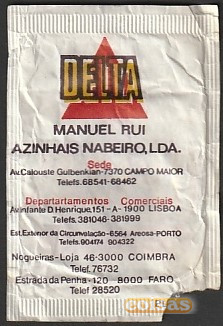 DELTA
MANUEL RUI
AZINHAIS NABEIRO, LDA.
Sede
Av.Calouste Gulbenkian-7370 CAMPO MAIOR
Telefs. 68541-68462
Departamentos Comerciais
Av.Infante D.Henrique,151-A-1900 LISBOA
Telefs. 381046-381999
Est.Exterior da Circunvalação-6564 Areosa-PORTO
Telefs. 904174 904322
Nogueiras-Loja 46-3000 COIMBRA
Telef. 76732
Estrada da Penha-120 8000 FARO
Telef 28520